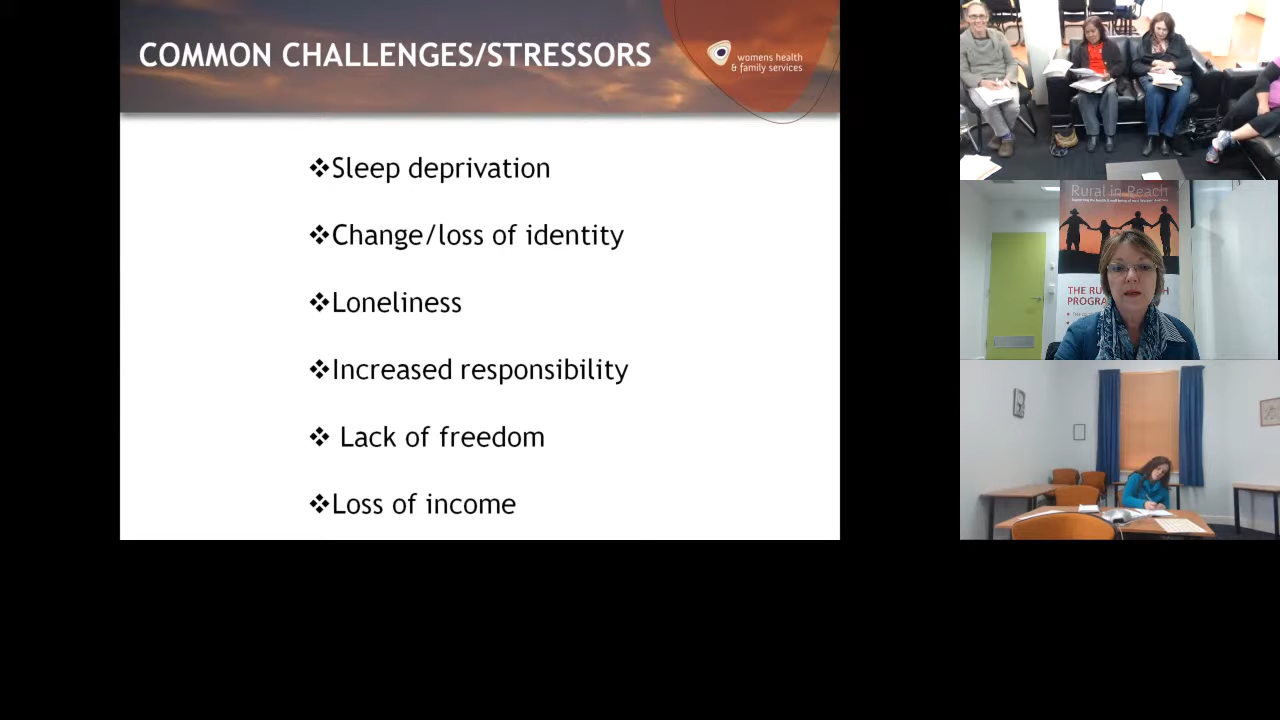 COMMON CHALLENGES/STRESSORS
womens health
& family services
❖Sleep deprivation
❖Change/loss of identity
❖Loneliness
❖Increased responsibility
❖ Lack of freedom
❖Loss of income
Rural in Reach
THE
PROGRA